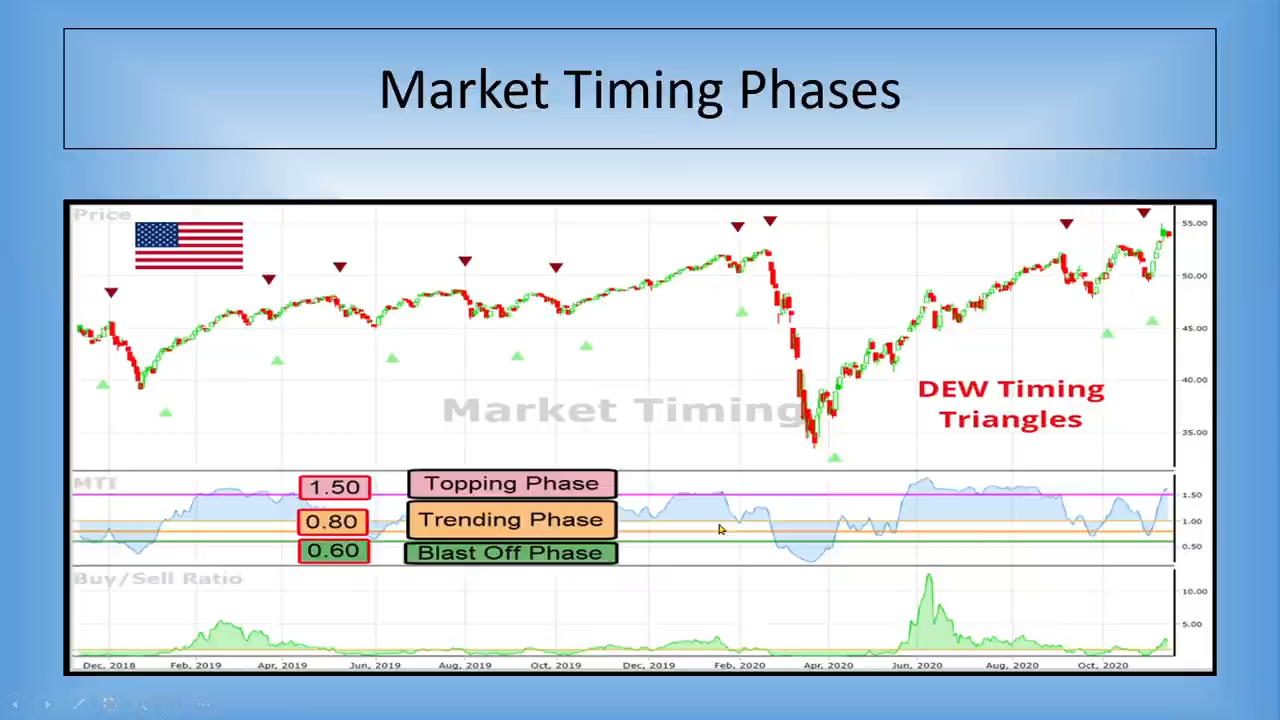 Market Timing Phases
Price
55.00
50.00
45.00
40.00
35.00
DEW Timing
Triangles
Market Timing
MTI
1.50
Topping Phase
1.50
0.80
Trending Phase
1.00
0.60
Blast Off Phase
0.50
Buy/Sell Ratio
10.00
5.00
Dec, 2018 Feb, 2019 Apr, 2019 Jun, 2019 Aug, 2019 Oct, 2019 Dec, 2019 Feb, 2020 Apr, 2020 Jun, 2020 Aug, 2020 Oct, 2020